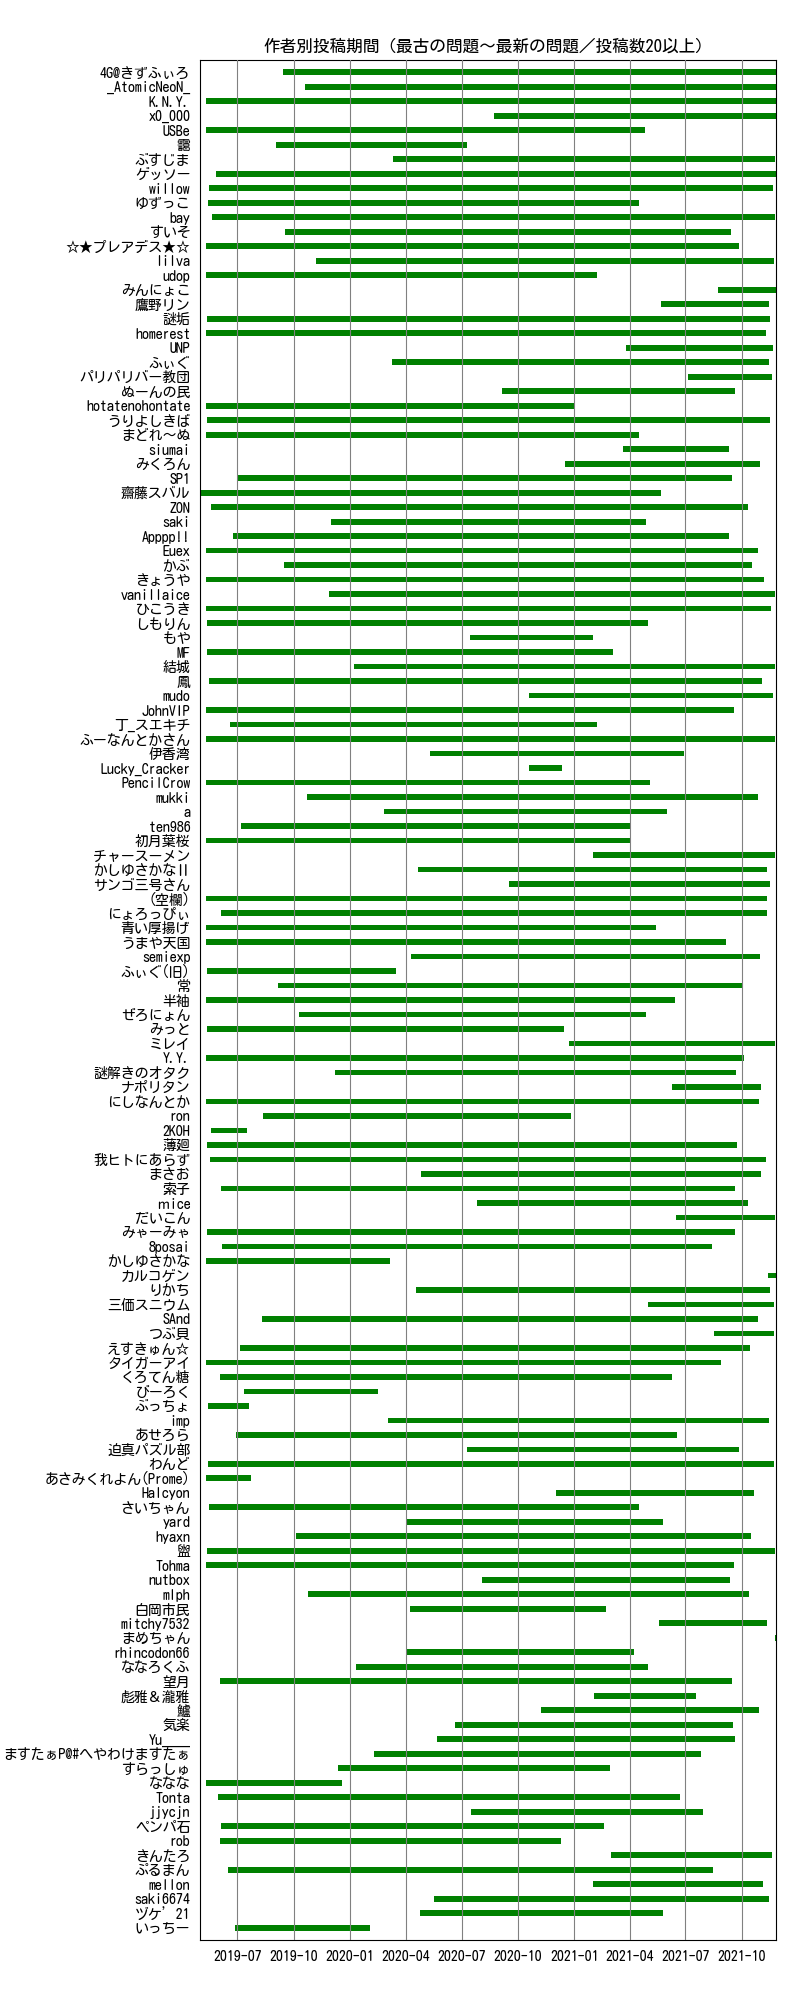 作者別投稿期間（最古の問題～最新の問題／投稿数20以上）
4G@きずふぃろ
_AtomicNeoN_
K.N.Y.
xO_OOO
USBe
ぶすじま
ゲッソー
willow
ゆずっこ
bay
すいそ
☆★プレアデス★☆
lilva
udop
みんにょこ
鷹野リン
謎垢
homerest
UNP
ふぃぐ
バリバリバー教団
ぬーんの民
hotatenohontate
うりよしきば
まどれ～ぬ
siumai
みくろん
SP1
齋藤スバル
ZON
saki
AppppII
Euex
かぶ
きょうや
vanillaice
ひこうき
しもりん
もや
MF
結城
鳳
mudo
JohnVIP
丁_スエキチ
ふーなんとかさん
伊香湾
Lucky_Cracker
PencilCrow
mukki
a
ten986
初月葉桜
チャースーメン
かしゆさかなⅡ
サンゴ三号さん
(空欄)
にょろっぴぃ
青い厚揚げ
うまや天国
semiexp
ふぃぐ(旧)
常
半袖
ぜろにょん
みっと
ミレイ
Y.Y.
謎解きのオタク
ナポリタン
にしなんとか
ron
2KOH
薄廻
我ヒトにあらず
まさお
索子
mice
だいこん
みゃーみゃ
8posai
かしゆさかな
カルコゲン
りかち
三価スニウム
SAnd
つぶ貝
えすきゅん☆
タイガーアイ
くろてん糖
ぴーろく
ぶっちょ
imp
あせろら
迫真パズル部
わんど
あさみくれよん(Prome)
Halcyon
さいちゃん
yard
hyaxn
盥
Tohma
nutbox
mlph
白岡市民
mitchy7532
まめちゃん
rhincodon66
ななろくふ
望月
彪雅＆瀧雅
鱸
気楽
Yu____
ますたぁP@#へやわけますたぁ
すらっしゅ
ななな
Tonta
jjycjn
ペンパ石
rob
きんたろ
ぷるまん
mellon
saki6674
ヅケ’21
いっちー
2019-07 2019-10 2020-01 2020-04 2020-07 2020-10 2021-01 2021-04 2021-07 2021-10